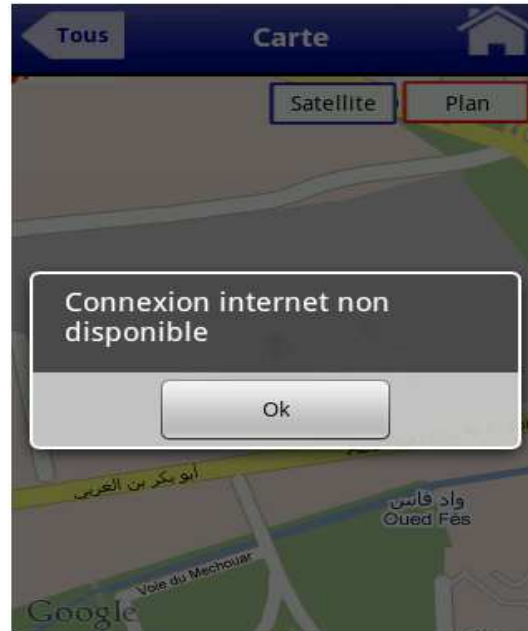 Tous
Carte
Satellite
Plan
Connexion internet non
disponible
Ok
أبو بكر بن العربي
واد فاس
Oued Fès
Voie du Mechouar
Google